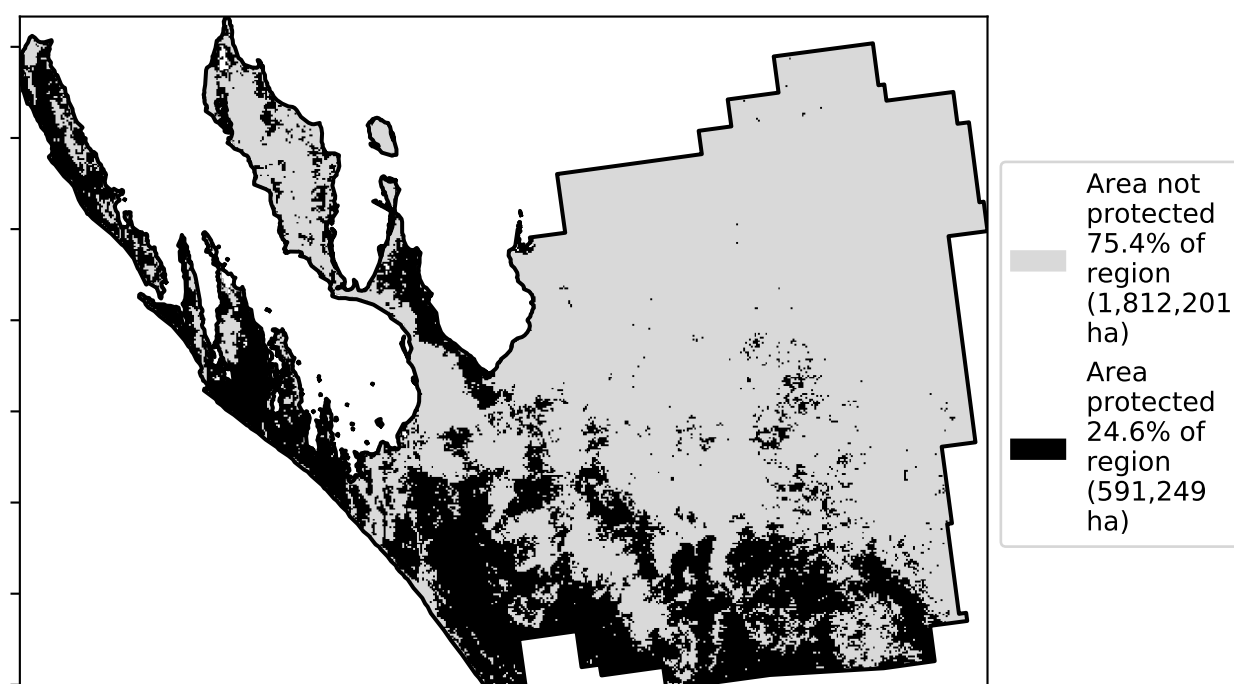 Area not
protected
75.4% of
region
(1,812,201
ha)
Area
protected
24.6% of
region
(591,249
ha)